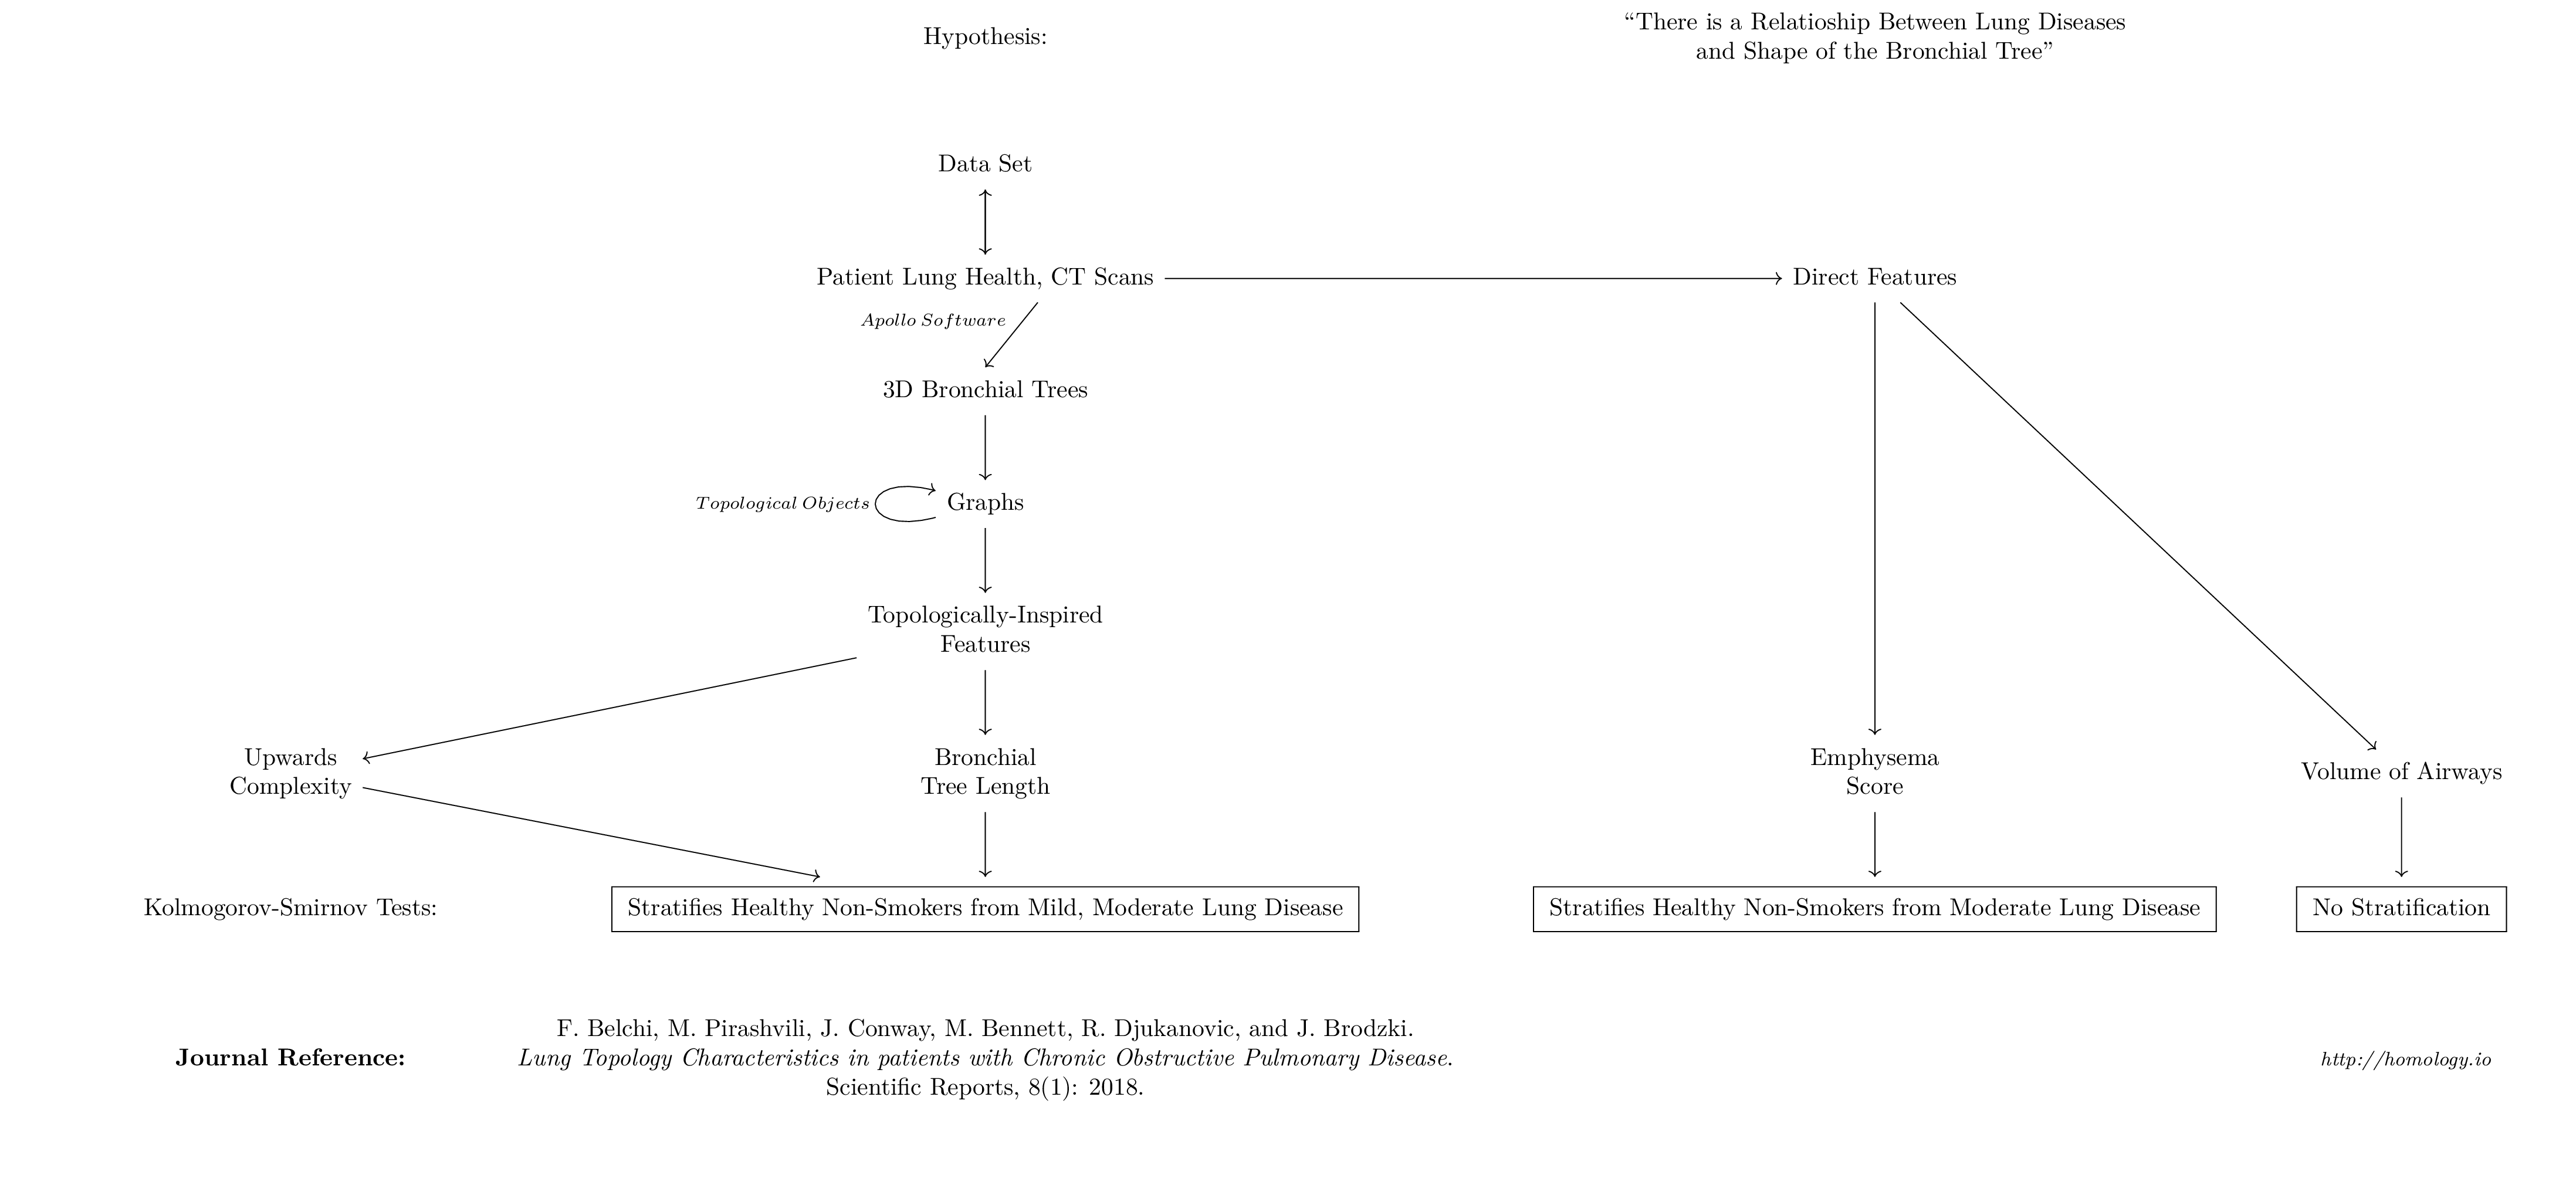 Hypothesis:
“There is a Relatioship Between Lung Diseases
and Shape of the Bronchial Tree”
Data Set
Patient Lung Health, CT Scans
Direct Features
Apollo Software
3D Bronchial Trees
Topological Objects
Graphs
Topologically-Inspired
Features
Upwards
Complexity
Bronchial
Tree Length
Emphysema
Score
Volume of Airways
Kolmogorov-Smirnov Tests:
Stratifies Healthy Non-Smokers from Mild, Moderate Lung Disease
Stratifies Healthy Non-Smokers from Moderate Lung Disease
No Stratification
Journal Reference:
F. Belchi, M. Pirashvili, J. Conway, M. Bennett, R. Djukanovic, and J. Brodzki.
Lung Topology Characteristics in patients with Chronic Obstructive Pulmonary Disease.
Scientific Reports, 8(1): 2018.
http://homology.io